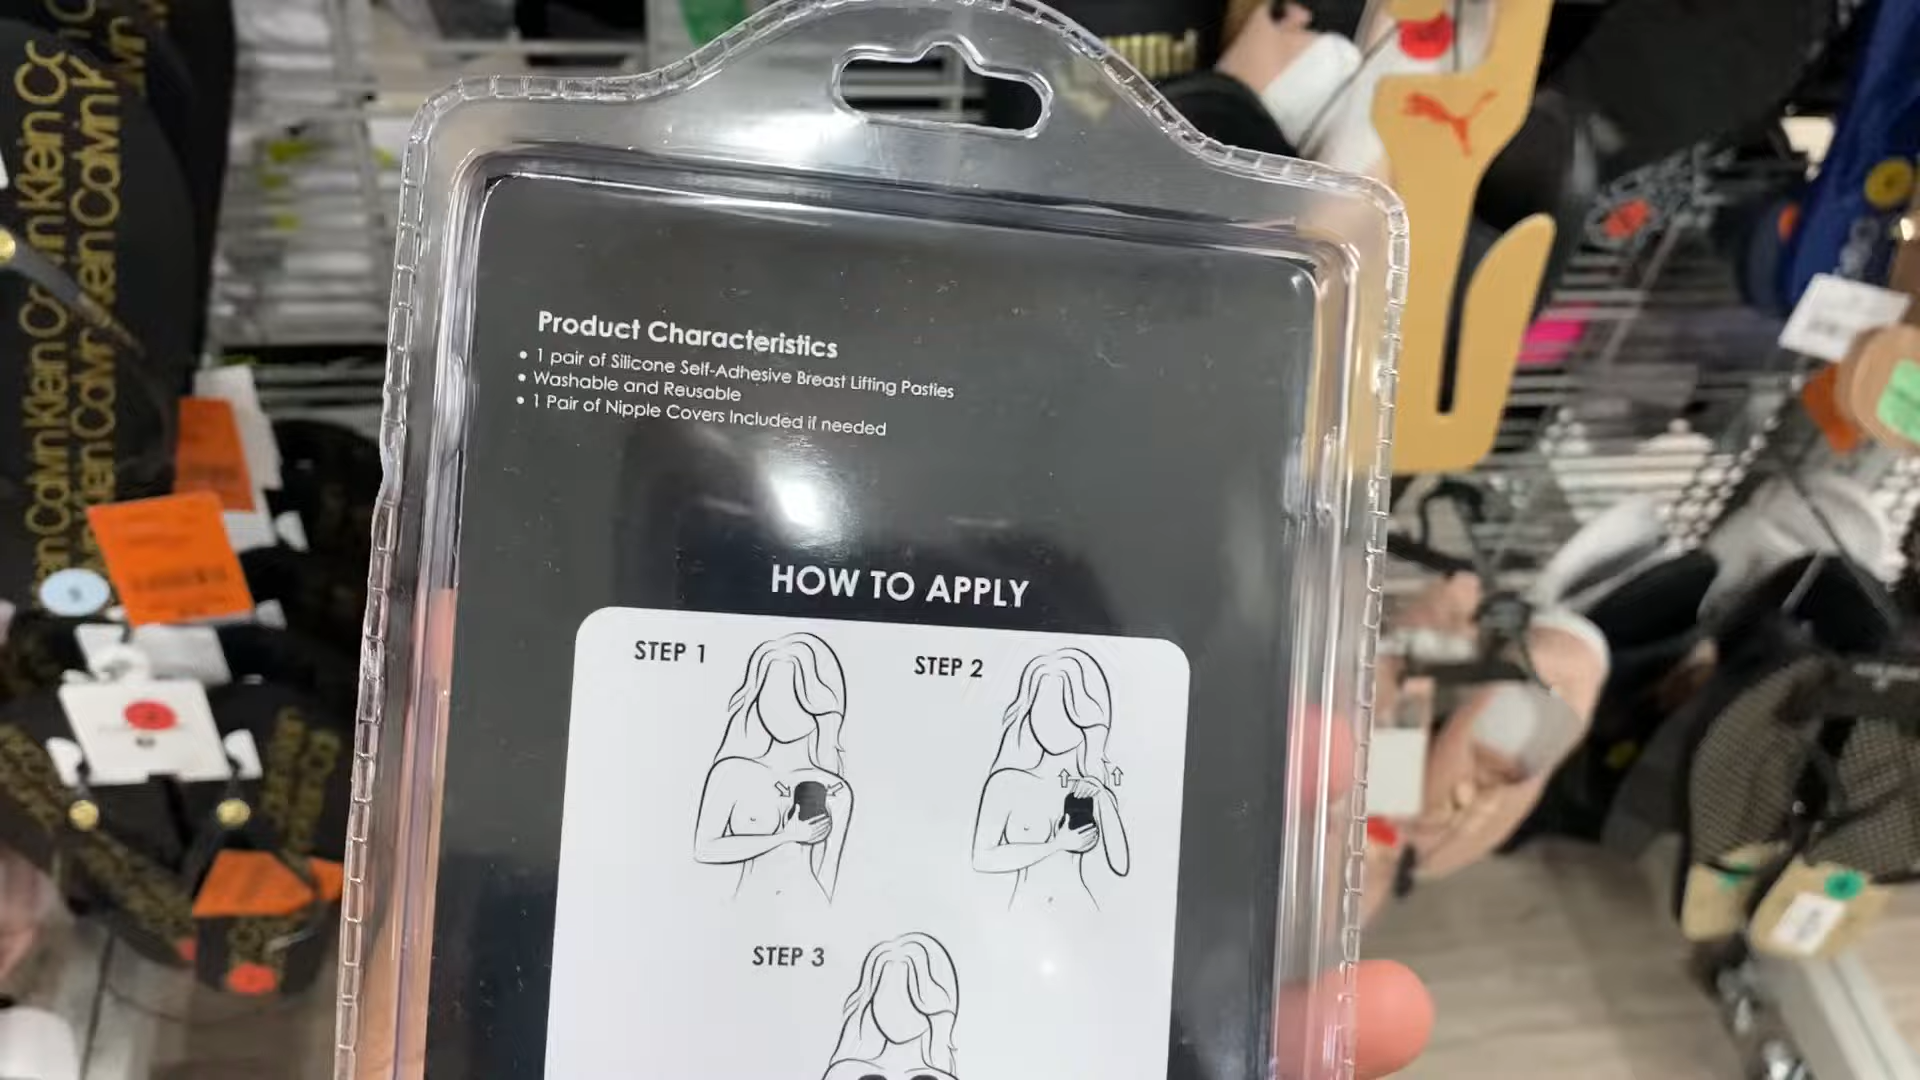 Product Characteristics
• 1 pair of Silicone Self-Adhesive Breast Lifting Pasties
• Washable and Reusable
• 1 Pair of Nipple Covers Included if needed
HOW TO APPLY
STEP 1
STEP 2
STEP 3